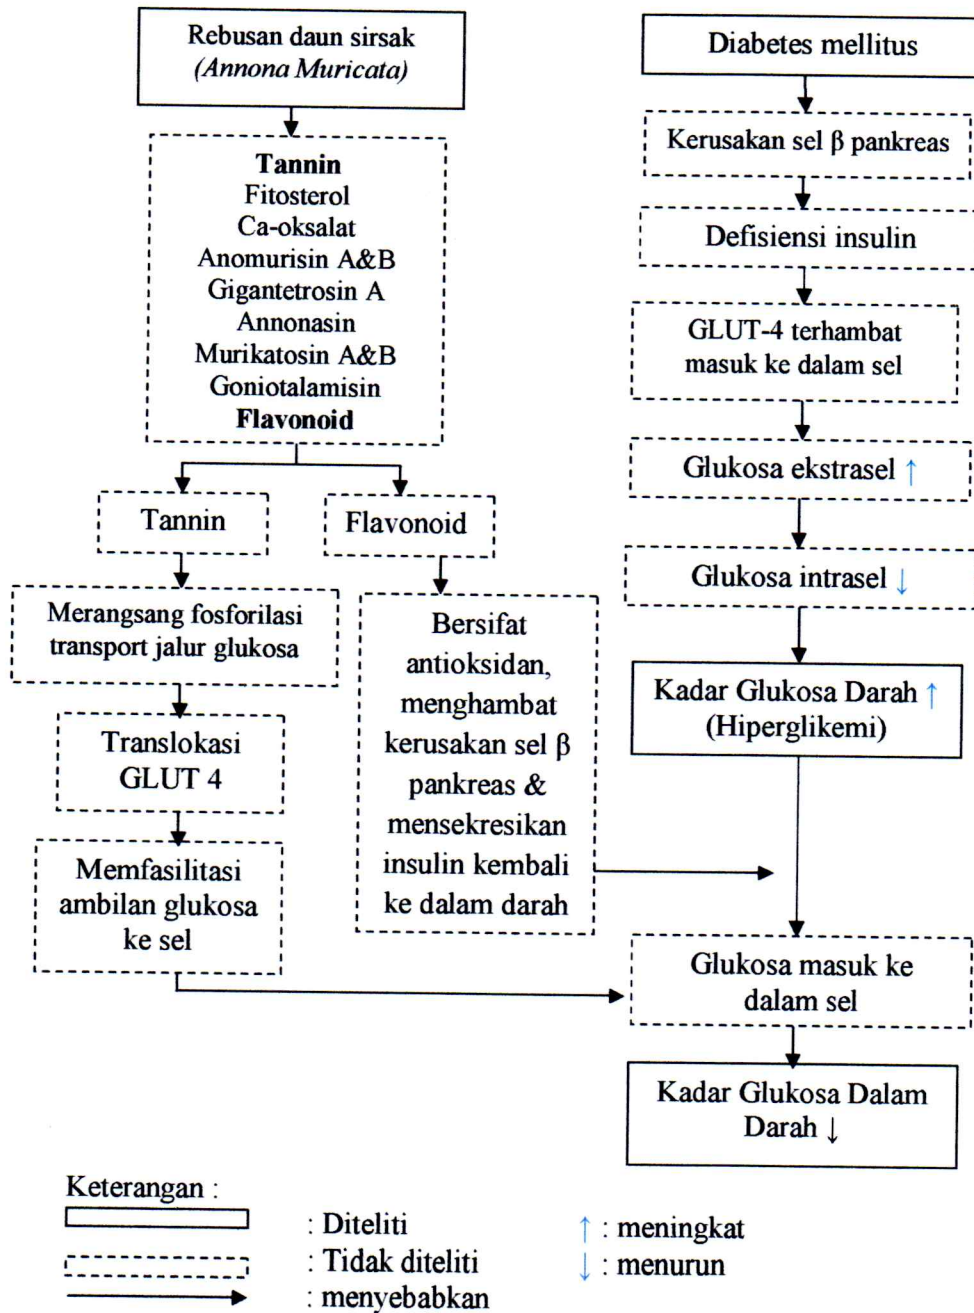 Rebusan daun sirsak
(Annona Muricata)
Tannin
Fitosterol
Ca-oksalat
Anomurisin A&B
Gigantetrosin A
Annonasin
Murikatosin A&B
Goniotalamisin
Flavonoid
Tannin
Merangsang fosforilasi
transport jalur glukosa
Translokasi
GLUT 4
Memfasilitasi
ambilan glukosa
ke sel
Flavonoid
Bersifat
antioksidan,
menghambat
kerusakan sel β
pankreas &
mensekresikan
insulin kembali
ke dalam darah
Diabetes mellitus
Kerusakan sel β pankreas
Defisiensi insulin
GLUT-4 terhambat
masuk ke dalam sel
Glukosa ekstrasel ↑
Glukosa intrasel ↓
Kadar Glukosa Darah ↑
(Hiperglikemi)
Glukosa masuk ke
dalam sel
Kadar Glukosa Dalam
Darah ↓
Keterangan :
: Diteliti
: Tidak diteliti
: menyebabkan
↑ : meningkat
↓ : menurun